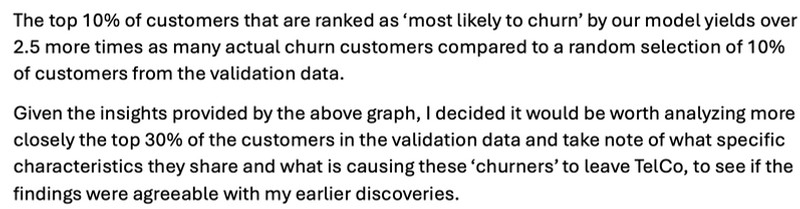 The top 10% of customers that are ranked as ‘most likely to churn’ by our model yields over
2.5 more times as many actual churn customers compared to a random selection of 10%
of customers from the validation data.
Given the insights provided by the above graph, I decided it would be worth analyzing more
closely the top 30% of the customers in the validation data and take note of what specific
characteristics they share and what is causing these ‘churners’ to leave TelCo, to see if the
findings were agreeable with my earlier discoveries.